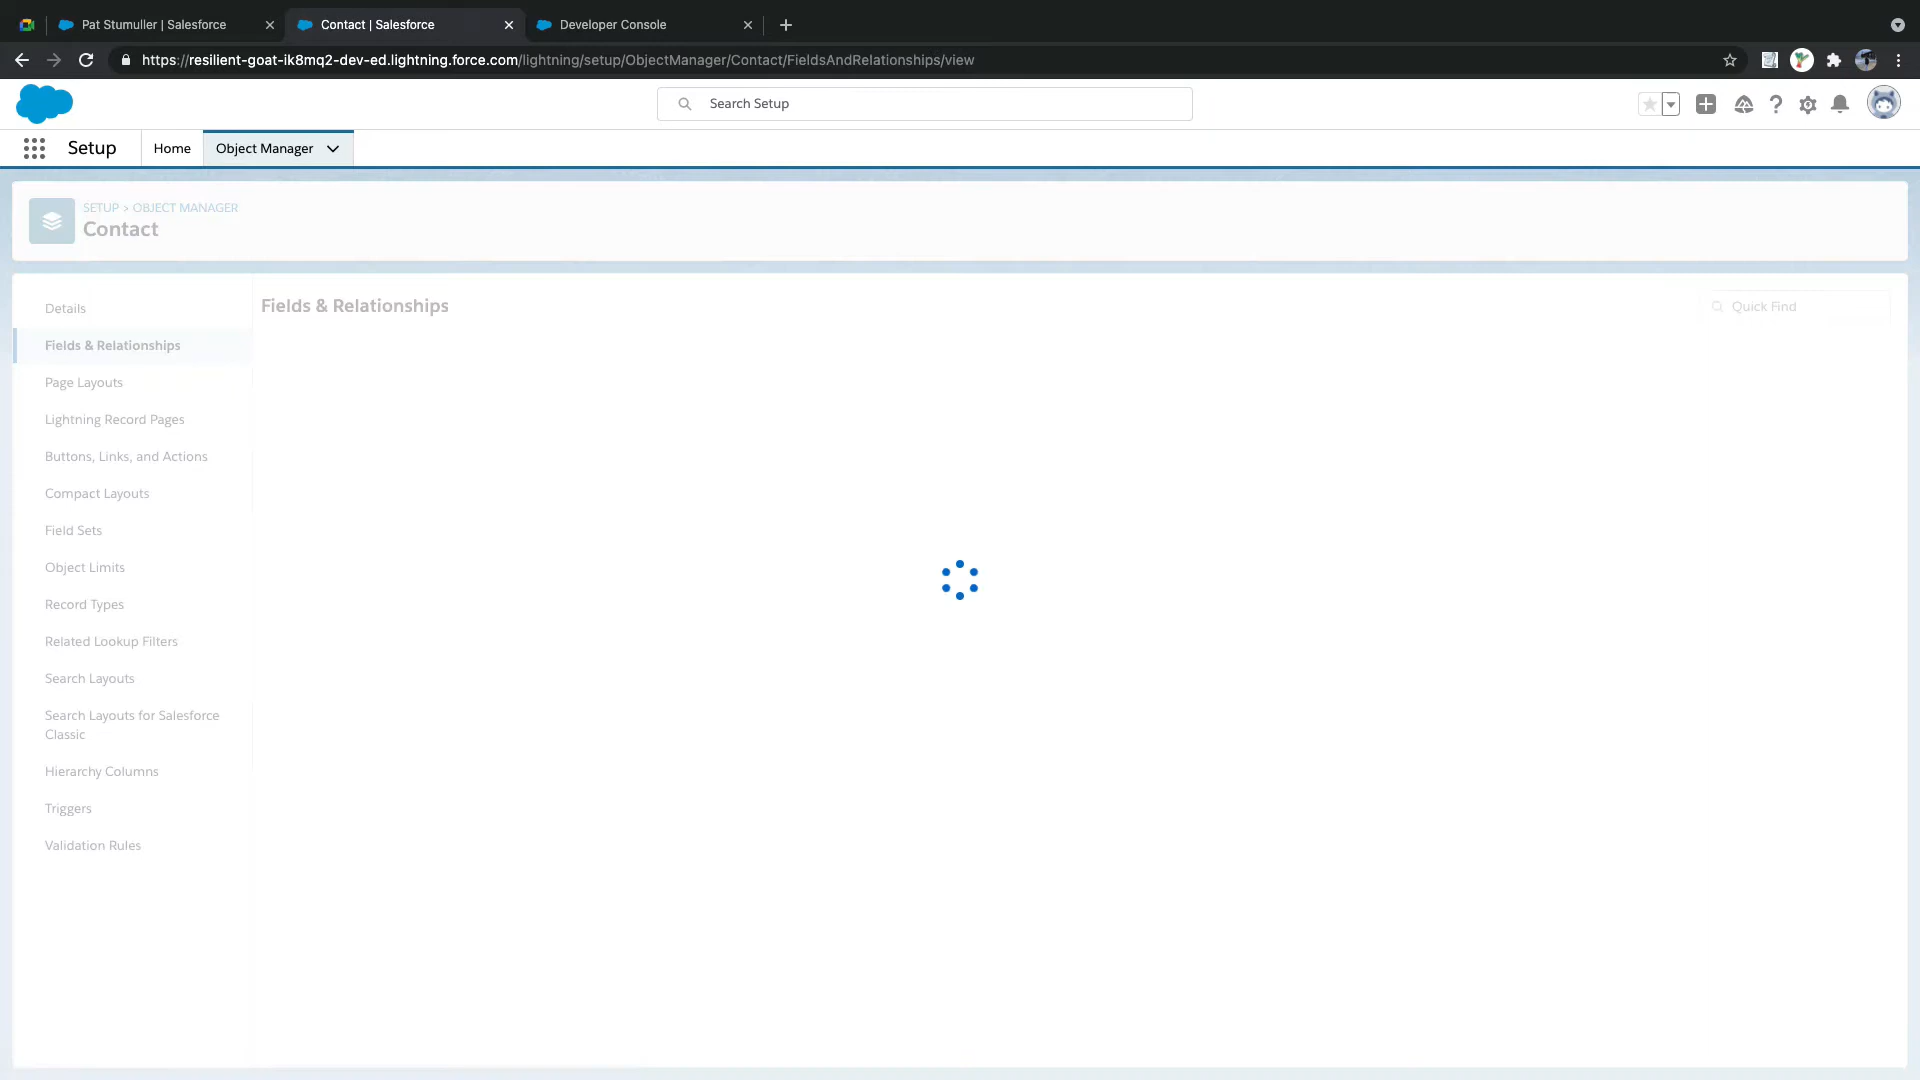 Pat Stumuller | Salesforce
Contact | Salesforce
Developer Console
https://resilient-goat-ik8mq2-dev-ed.lightning.force.com/lightning/setup/ObjectManager/Contact/FieldsAndRelationships/view
Search Setup
Setup
Home
Object Manager
SETUP > OBJECT MANAGER
Contact
Details
Fields & Relationships
Page Layouts
Lightning Record Pages
Buttons, Links, and Actions
Compact Layouts
Field Sets
Object Limits
Record Types
Related Lookup Filters
Search Layouts
Search Layouts for Salesforce
Classic
Hierarchy Columns
Triggers
Validation Rules
Fields & Relationships
Quick Find